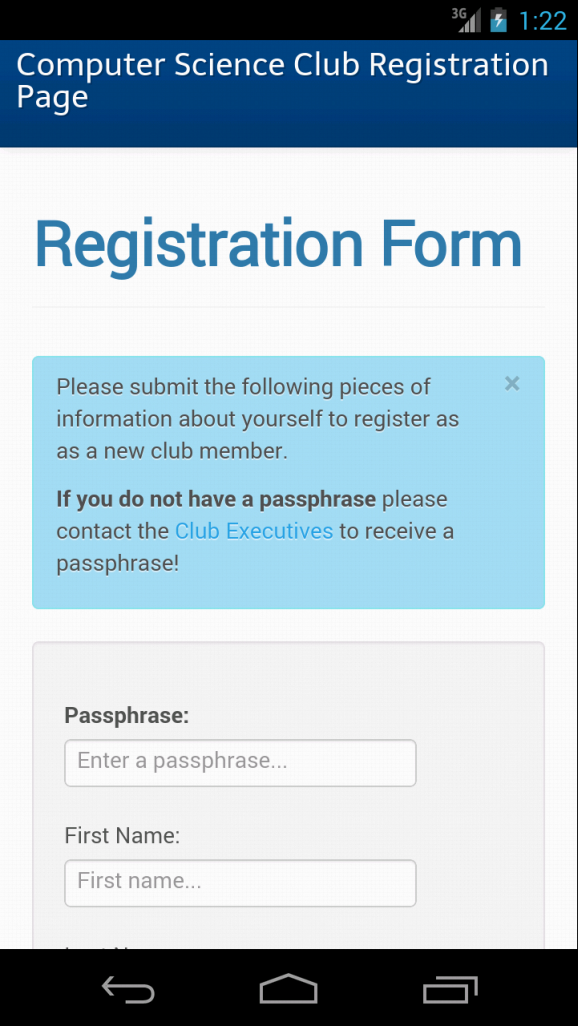 3G 1:22
Computer Science Club Registration
Page
Registration Form
Please submit the following pieces of
information about yourself to register as
as a new club member.
×
If you do not have a passphrase please
contact the Club Executives to receive a
passphrase!
Passphrase:
Enter a passphrase...
First Name:
First name...